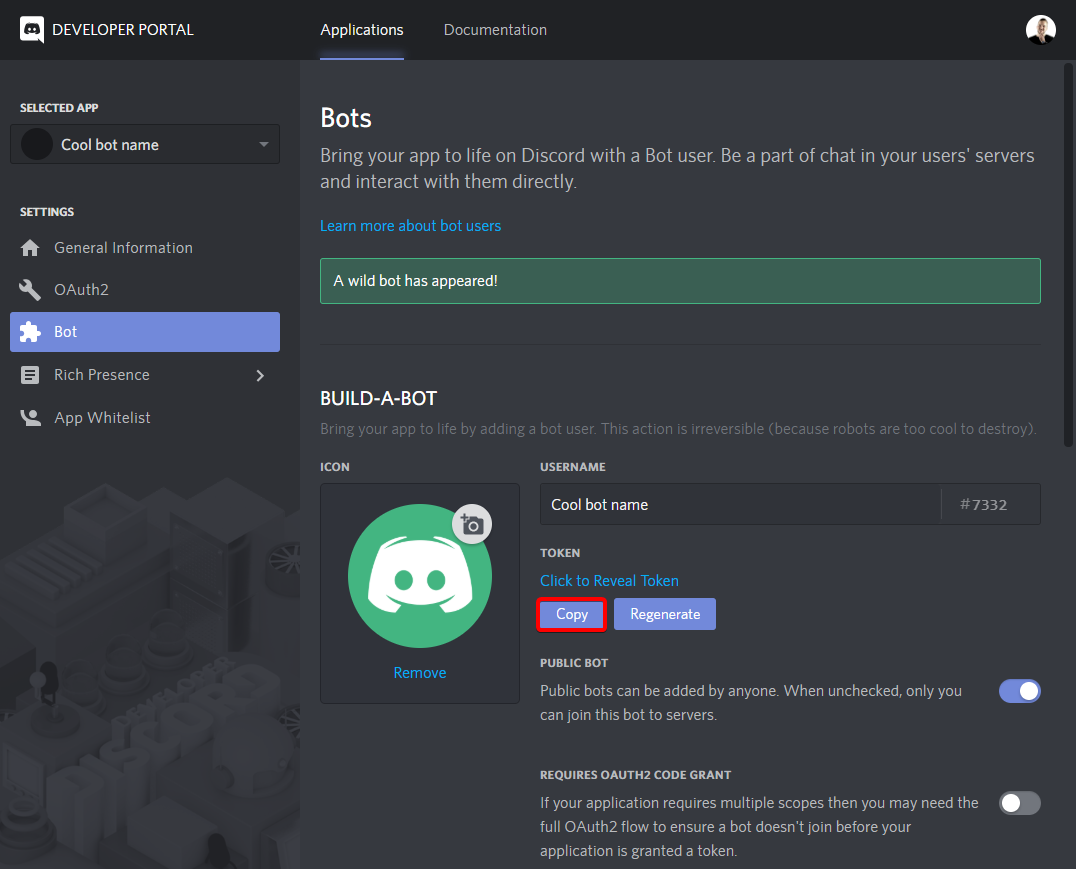 DEVELOPER PORTAL
Applications
Documentation
SELECTED APP
Cool bot name
SETTINGS
General Information
OAuth2
Bot
Rich Presence
App Whitelist
Bots
Bring your app to life on Discord with a Bot user. Be a part of chat in your users' servers
and interact with them directly.
Learn more about bot users
A wild bot has appeared!
BUILD-A-BOT
Bring your app to life by adding a bot user. This action is irreversible (because robots are too cool to destroy).
ICON
Remove
USERNAME
Cool bot name #7332
TOKEN
Click to Reveal Token
Copy Regenerate
PUBLIC BOT
Public bots can be added by anyone. When unchecked, only you
can join this bot to servers.
REQUIRES OAUTH2 CODE GRANT
If your application requires multiple scopes then you may need the
full OAuth2 flow to ensure a bot doesn't join before your
application is granted a token.